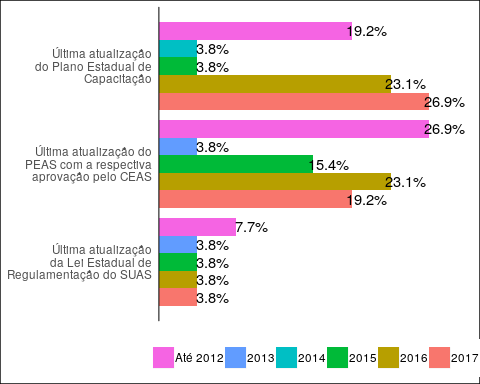 19.2%
Última atualização
do Plano Estadual de
Capacitação
3.8%
3.8%
23.1%
26.9%
26.9%
Última atualização do
PEAS com a respectiva
aprovação pelo CEAS
3.8%
15.4%
23.1%
19.2%
7.7%
Última atualização
da Lei Estadual de
Regulamentação do SUAS
3.8%
3.8%
3.8%
3.8%
Até 2012 2013 2014 2015 2016 2017